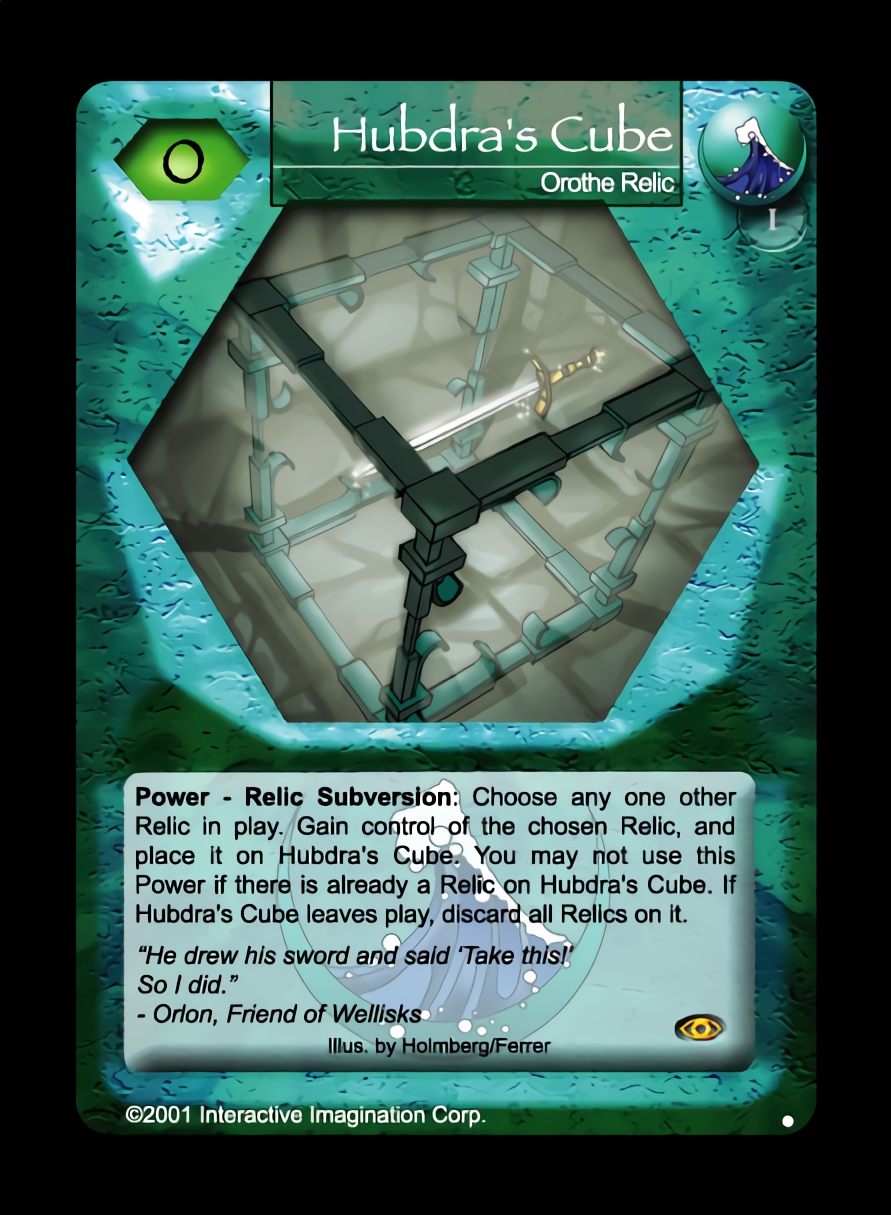 0
Hubdra's Cube
Orothe Relic
I
Power - Relic Subversion: Choose any one other
Relic in play. Gain control of the chosen Relic, and
place it on Hubdra's Cube. You may not use this
Power if there is already a Relic on Hubdra's Cube. If
Hubdra's Cube leaves play, discard all Relics on it.
“He drew his sword and said ‘Take this!’
So I did.”
- Orlon, Friend of Wellisks
Illus. by Holmberg/Ferrer
©2001 Interactive Imagination Corp.